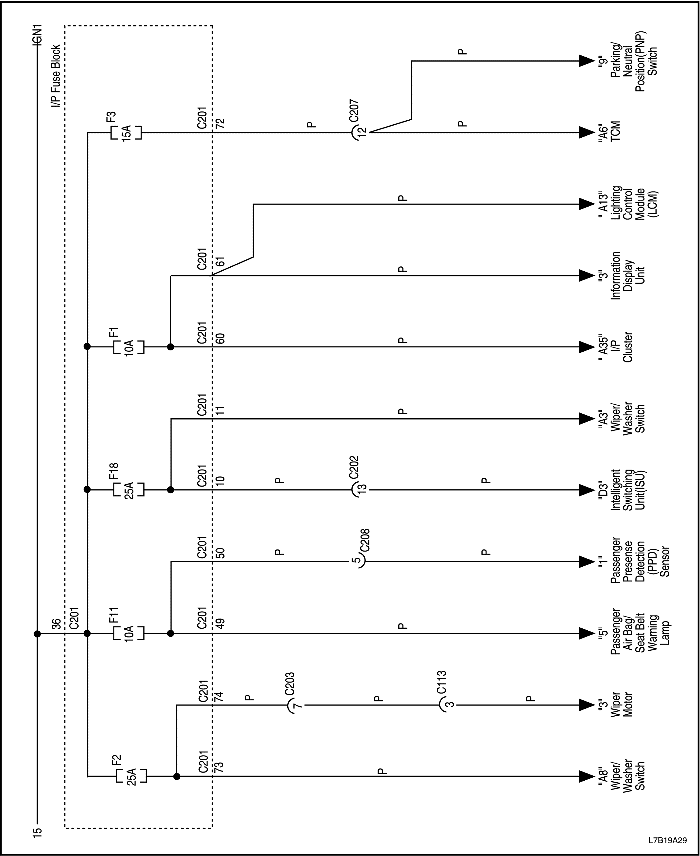 IGN1
15
I/P Fuse Block
36
C201
F3
15A
C201
72
P
C207
12
P
"9"
Parking/
Neutral
Position(PNP)
Switch
P
"A6"
TCM
P
"A13"
Lighting
Control
Module
(LCM)
C201
61
P
"3"
Information
Display
Unit
F1
10A
C201
60
P
"A35"
I/P
Cluster
C201
11
P
"A3"
Wiper/
Washer
Switch
F18
25A
C201
10
P
C202
13
P
"D3"
Intelligent
Switching
Unit(ISU)
C201
50
P
C208
5
P
"1"
Passenger
Presense
Detection
(PPD)
Sensor
F11
10A
C201
49
P
"5"
Passenger
Air Bag/
Seat Belt
Warning
Lamp
C201
74
P
C203
7
P
C113
3
P
"3"
Wiper
Motor
F2
25A
C201
73
P
"A8"
Wiper/
Washer
Switch
L7B19A29